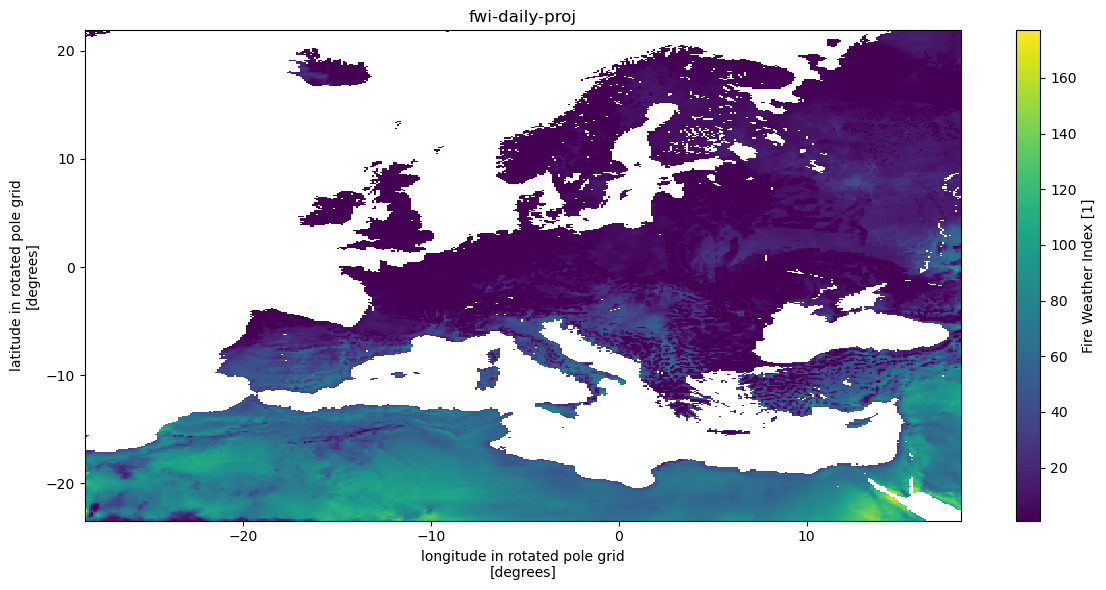 fwi-daily-proj
latitude in rotated pole grid
[degrees]
20
10
0
−10
−20
−20
−10
0
10
longitude in rotated pole grid
[degrees]
160
140
120
100
80
60
40
20
Fire Weather Index [1]